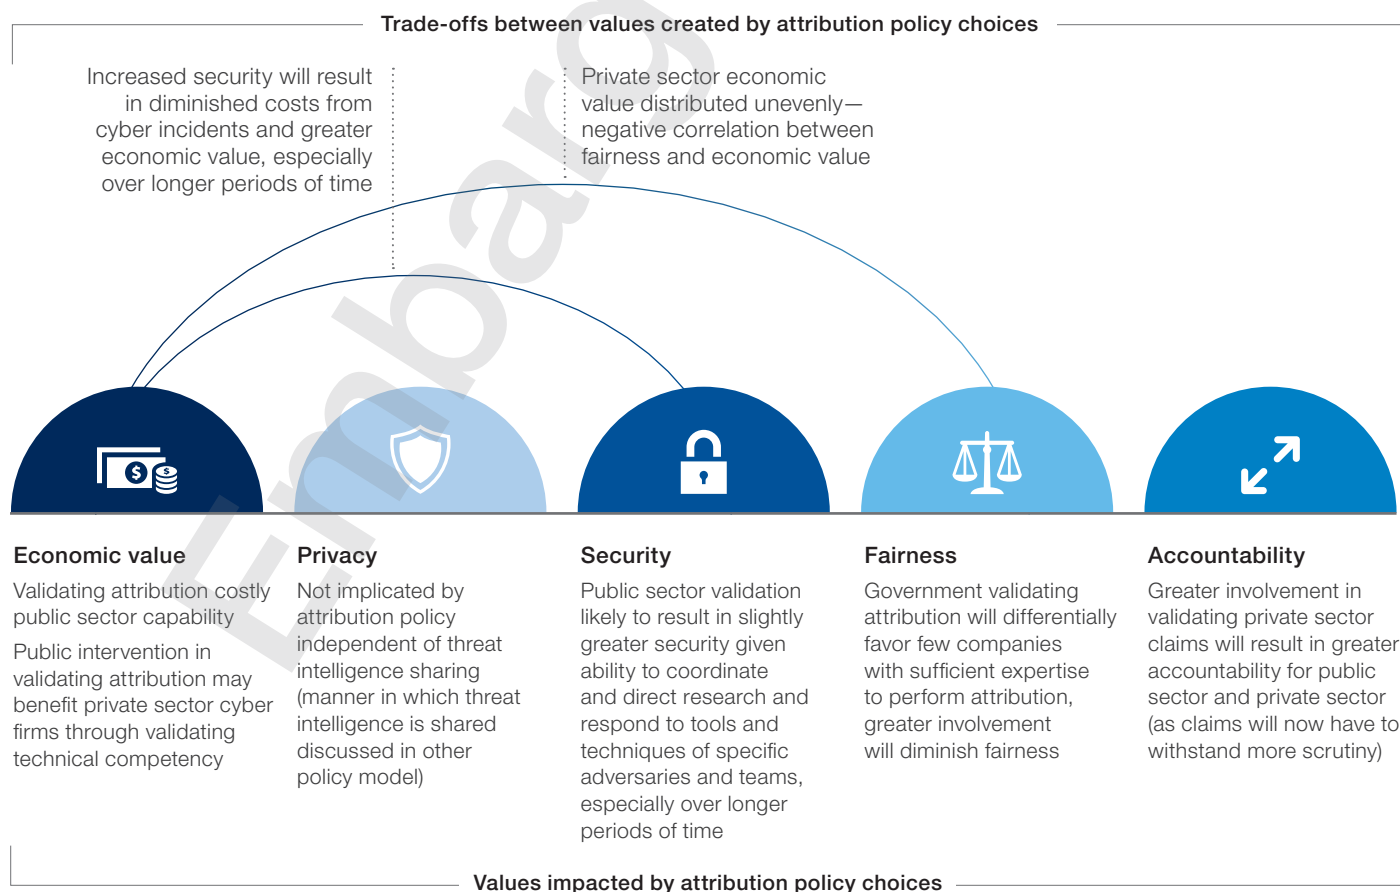 Trade-offs between values created by attribution policy choices
Increased security will result
in diminished costs from
cyber incidents and greater
economic value, especially
over longer periods of time
Private sector economic
value distributed unevenly—
negative correlation between
fairness and economic value
Economic value
Validating attribution costly
public sector capability
Public intervention in
validating attribution may
benefit private sector cyber
firms through validating
technical competency
Privacy
Not implicated by
attribution policy
independent of threat
intelligence sharing
(manner in which threat
intelligence is shared
discussed in other
policy model)
Security
Public sector validation
likely to result in slightly
greater security given
ability to coordinate
and direct research and
respond to tools and
techniques of specific
adversaries and teams,
especially over longer
periods of time
Fairness
Government validating
attribution will differentially
favor few companies
with sufficient expertise
to perform attribution,
greater involvement
will diminish fairness
Accountability
Greater involvement in
validating private sector
claims will result in greater
accountability for public
sector and private sector
(as claims will now have to
withstand more scrutiny)
Values impacted by attribution policy choices
Embarg